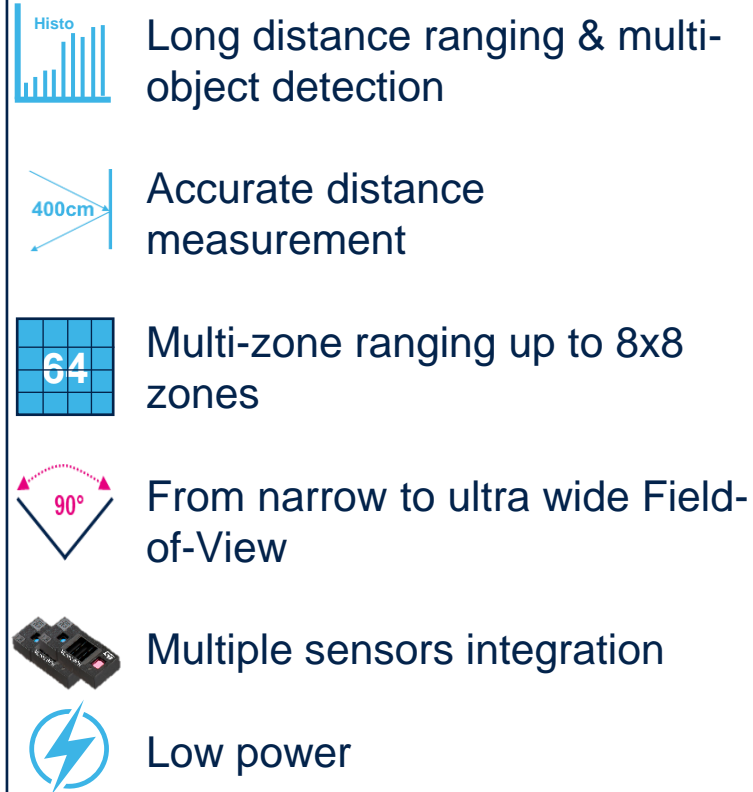 Histo
Long distance ranging & multi-
object detection
400cm
Accurate distance
measurement
64
Multi-zone ranging up to 8x8
zones
90°
From narrow to ultra wide Field-
of-View
Multiple sensors integration
Low power